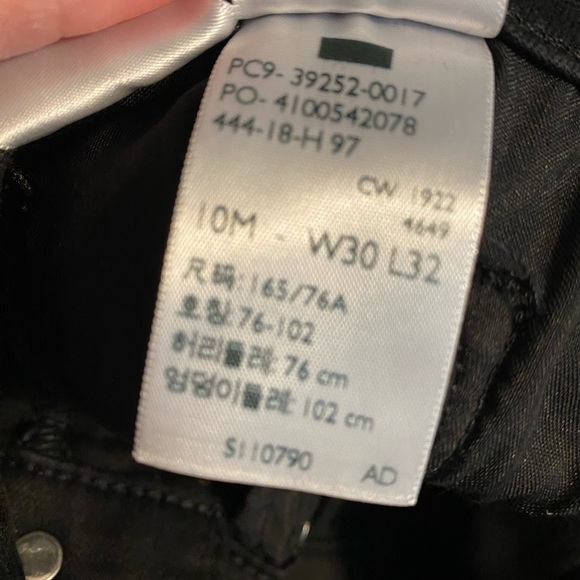 PC9- 39252-0017
PO- 4100542078
444-18-H 97
CW 1922
4649
10M - W30 L32
尺码: 165/76A
호칭: 76-102
허리둘레: 76 cm
엉덩이둘레: 102 cm
S110790 AD